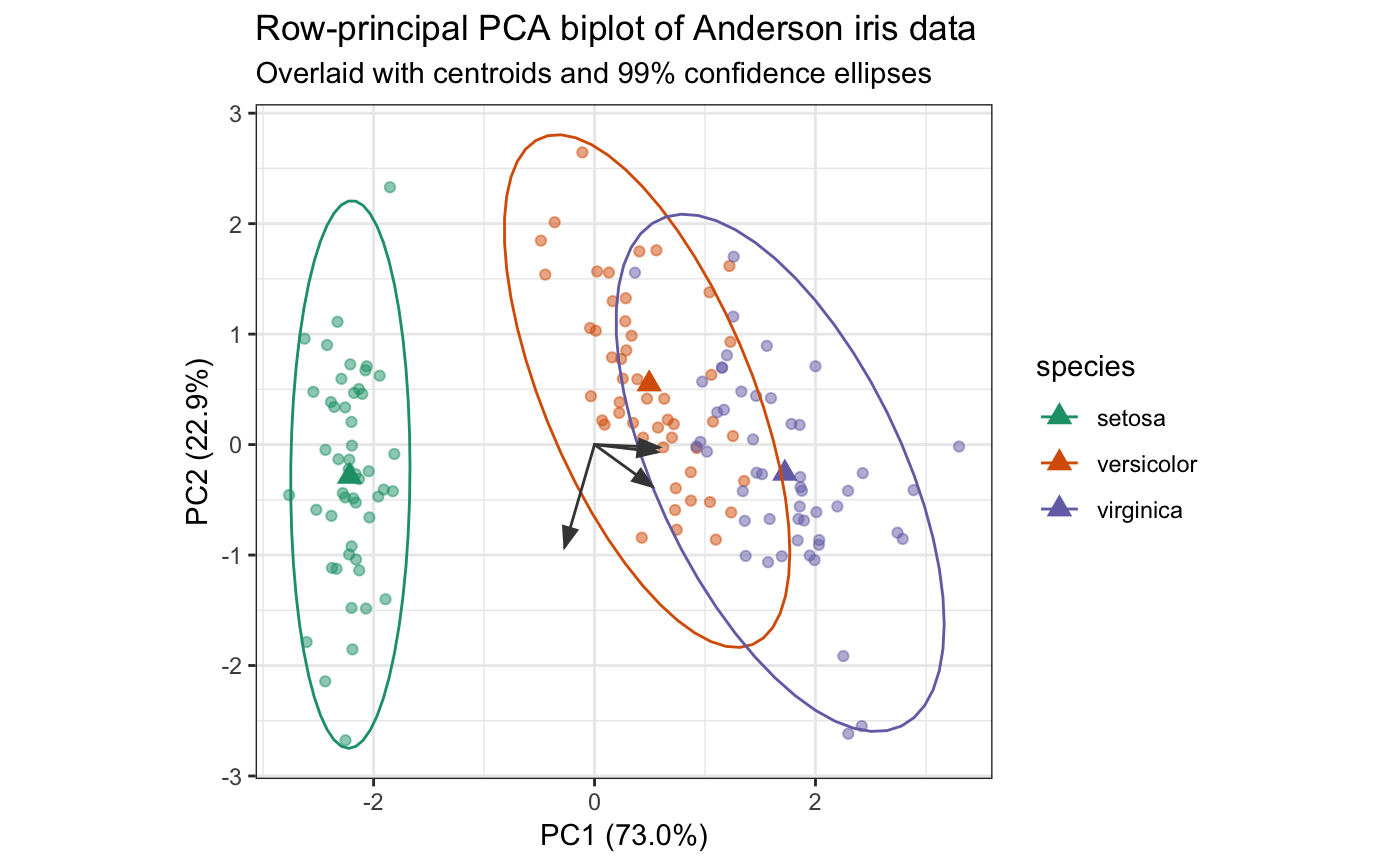 Row-principal PCA biplot of Anderson iris data
Overlaid with centroids and 99% confidence ellipses
3
2
1
0
-1
-2
-3
PC2 (22.9%)
-2
0
2
PC1 (73.0%)
species
setosa
versicolor
virginica